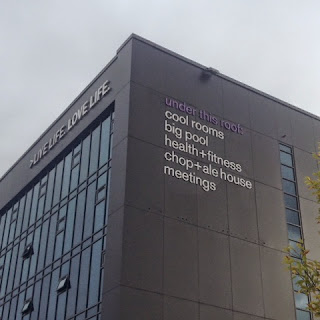 >LIVE LIFE. LOVE LIFE.
under this roof:
cool rooms
big pool
health+fitness
chop+ale house
meetings